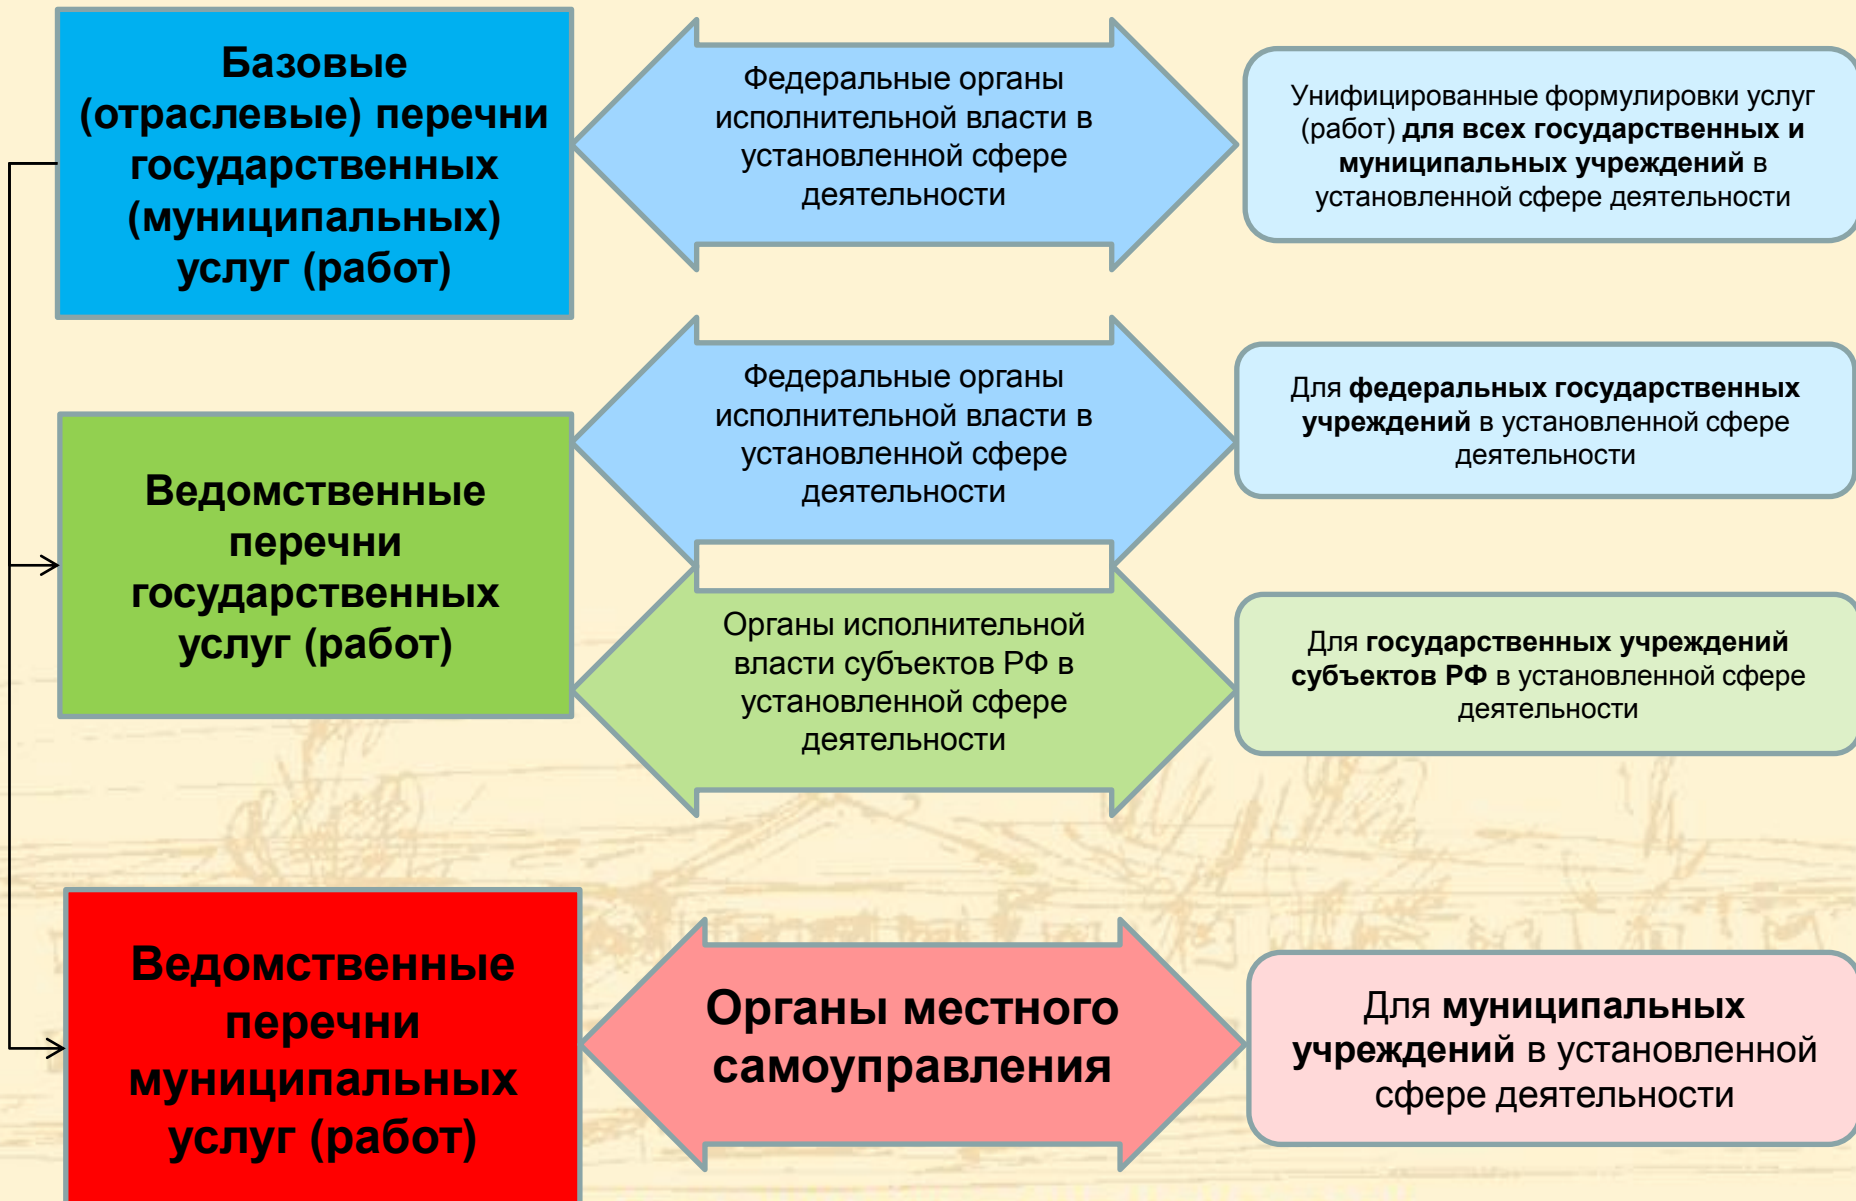 Базовые
(отраслевые) перечни
государственных
(муниципальных)
услуг (работ)
Федеральные органы
исполнительной власти в
установленной сфере
деятельности
Унифицированные формулировки услуг
(работ) для всех государственных и
муниципальных учреждений в
установленной сфере деятельности
Ведомственные
перечни
государственных
услуг (работ)
Федеральные органы
исполнительной власти в
установленной сфере
деятельности
Для федеральных государственных
учреждений в установленной сфере
деятельности
Органы исполнительной
власти субъектов РФ в
установленной сфере
деятельности
Для государственных учреждений
субъектов РФ в установленной сфере
деятельности
Ведомственные
перечни
муниципальных
услуг (работ)
Органы местного
самоуправления
Для муниципальных
учреждений в установленной
сфере деятельности